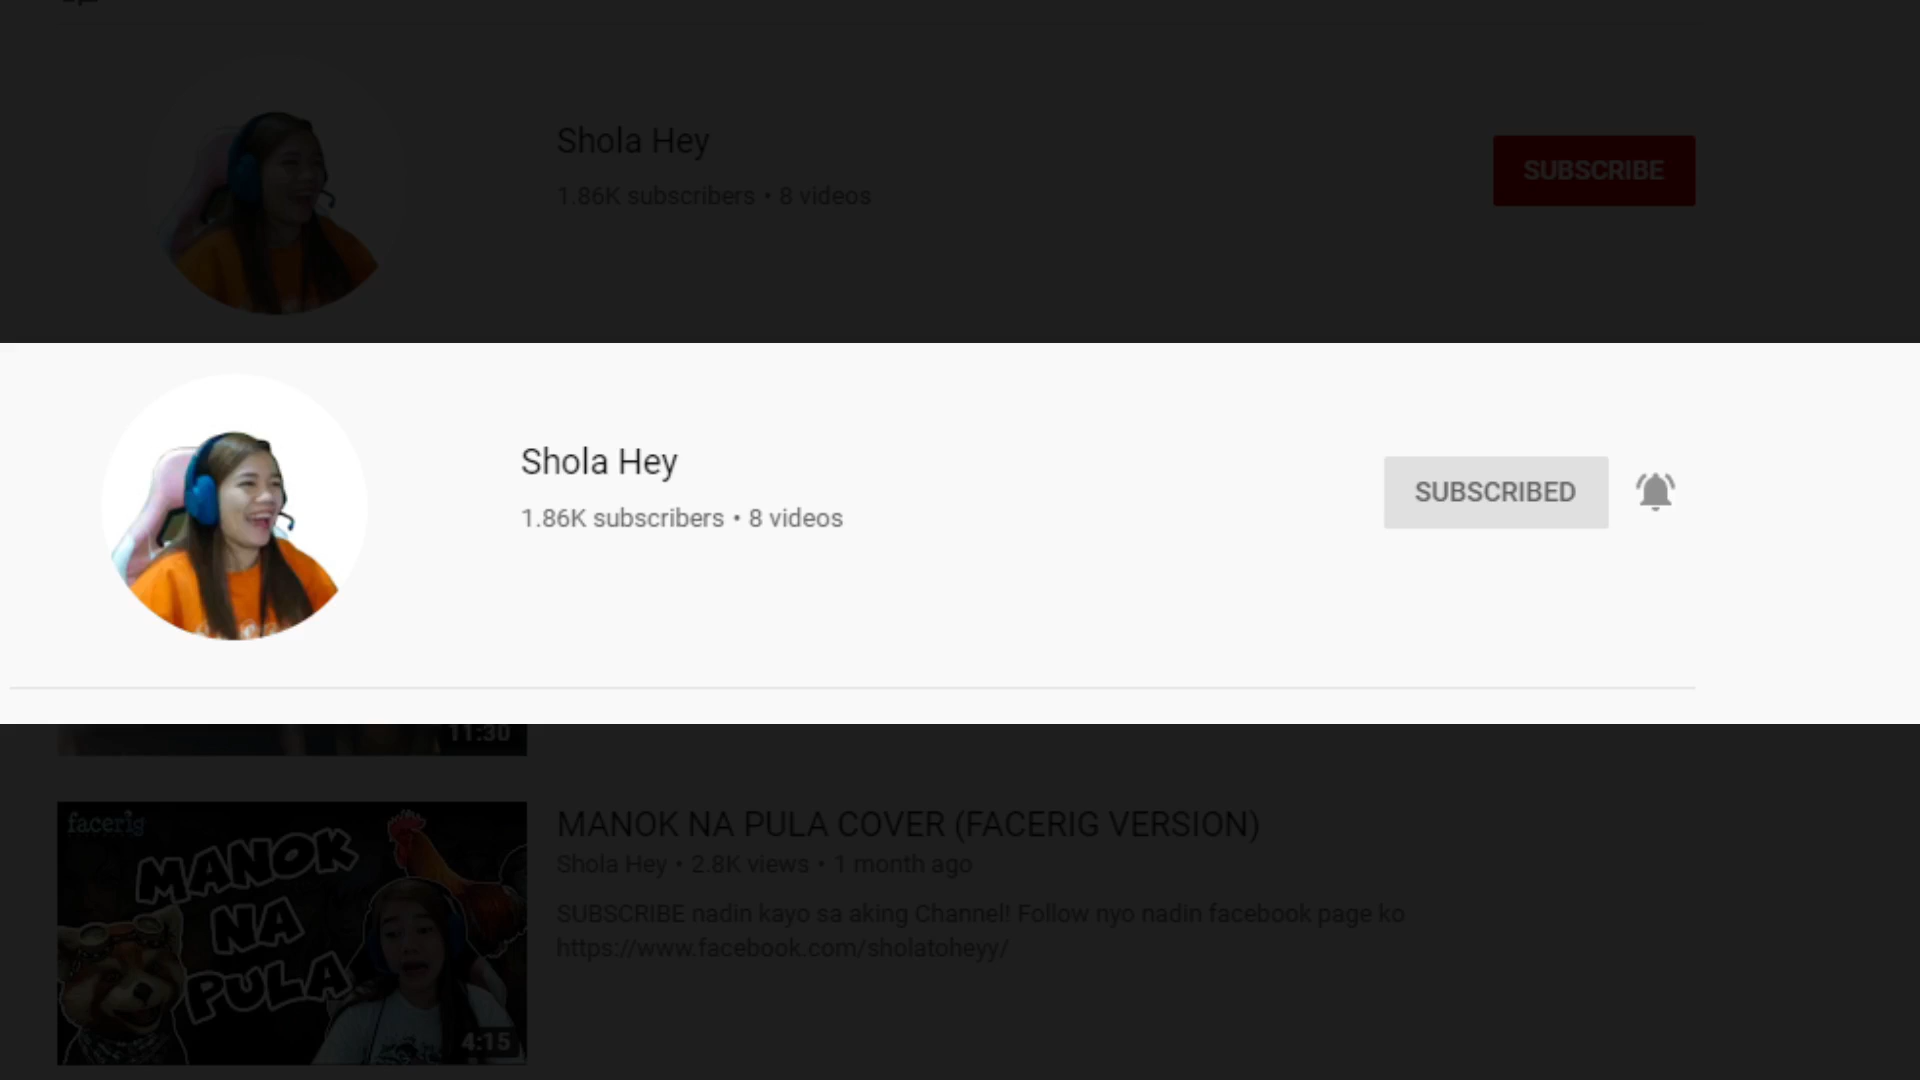 Shola Hey
1.86K subscribers • 8 videos
SUBSCRIBE
Shola Hey
1.86K subscribers • 8 videos
SUBSCRIBED
11:30
facerig
MANOK
NA
PULA
4:15
MANOK NA PULA COVER (FACERIG VERSION)
Shola Hey • 2.8K views • 1 month ago
SUBSCRIBE nadin kayo sa aking Channel! Follow nyo nadin facebook page ko
https://www.facebook.com/sholatoheyy/